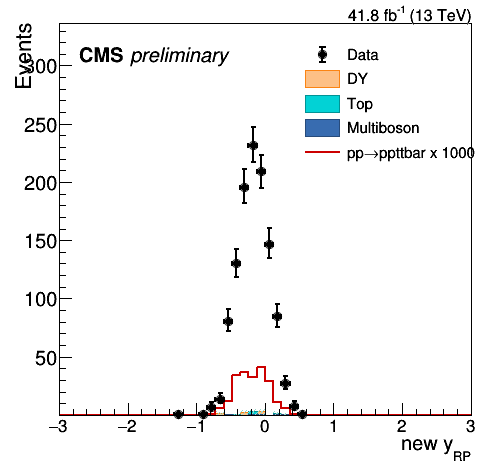 41.8 fb⁻¹ (13 TeV)
Events
CMS preliminary
Data
DY
Top
Multiboson
pp→ppttbar x 1000
300
250
200
150
100
50
−3 −2 −1 0 1 2 3
new y_RP